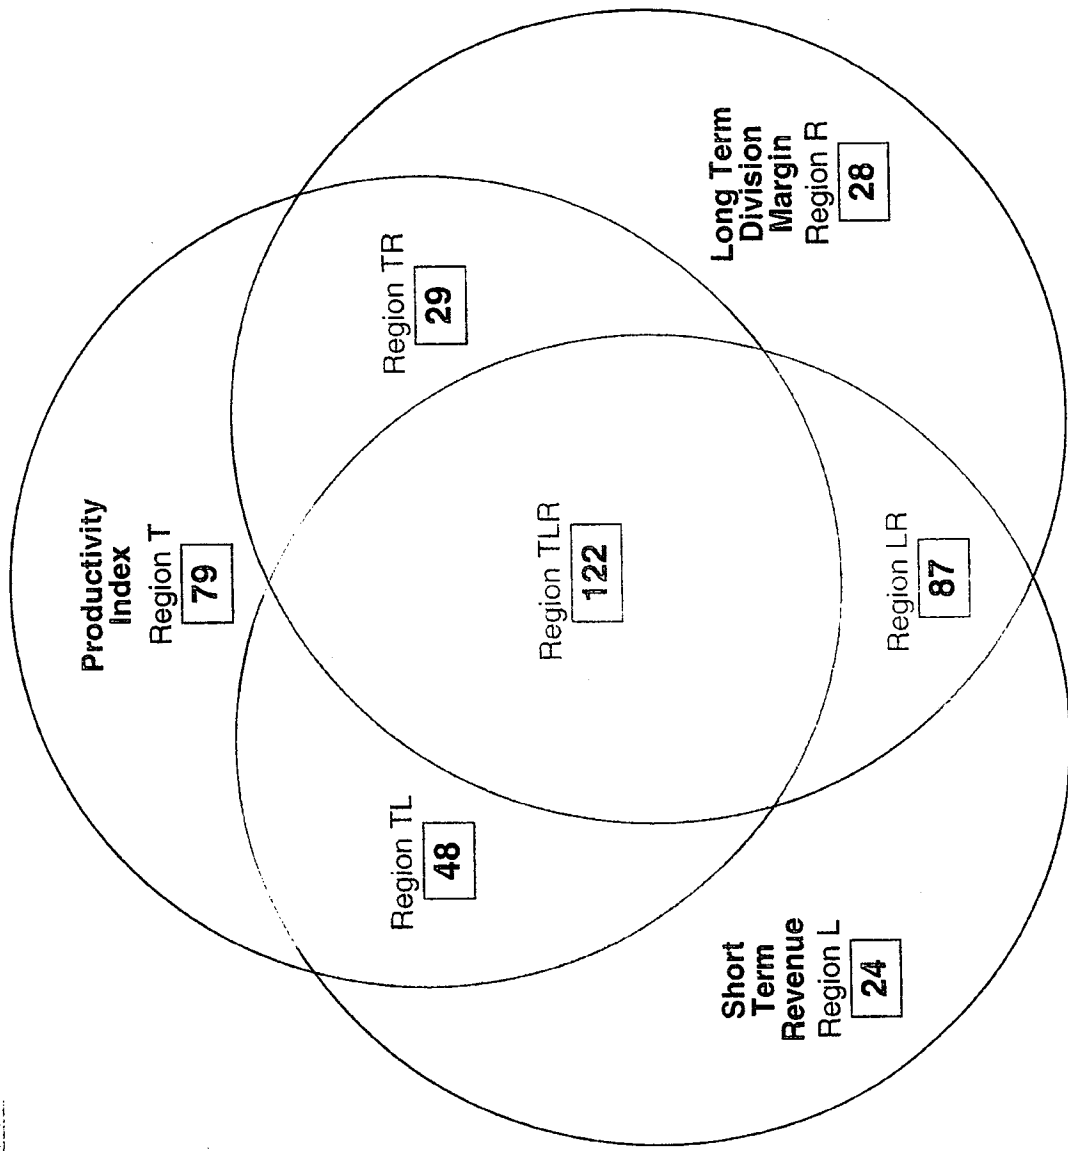 Productivity
Index
Region T
79
Region TL
48
Region TR
29
Region TLR
122
Short
Term
Revenue
Region L
24
Region LR
87
Long Term
Division
Margin
Region R
28